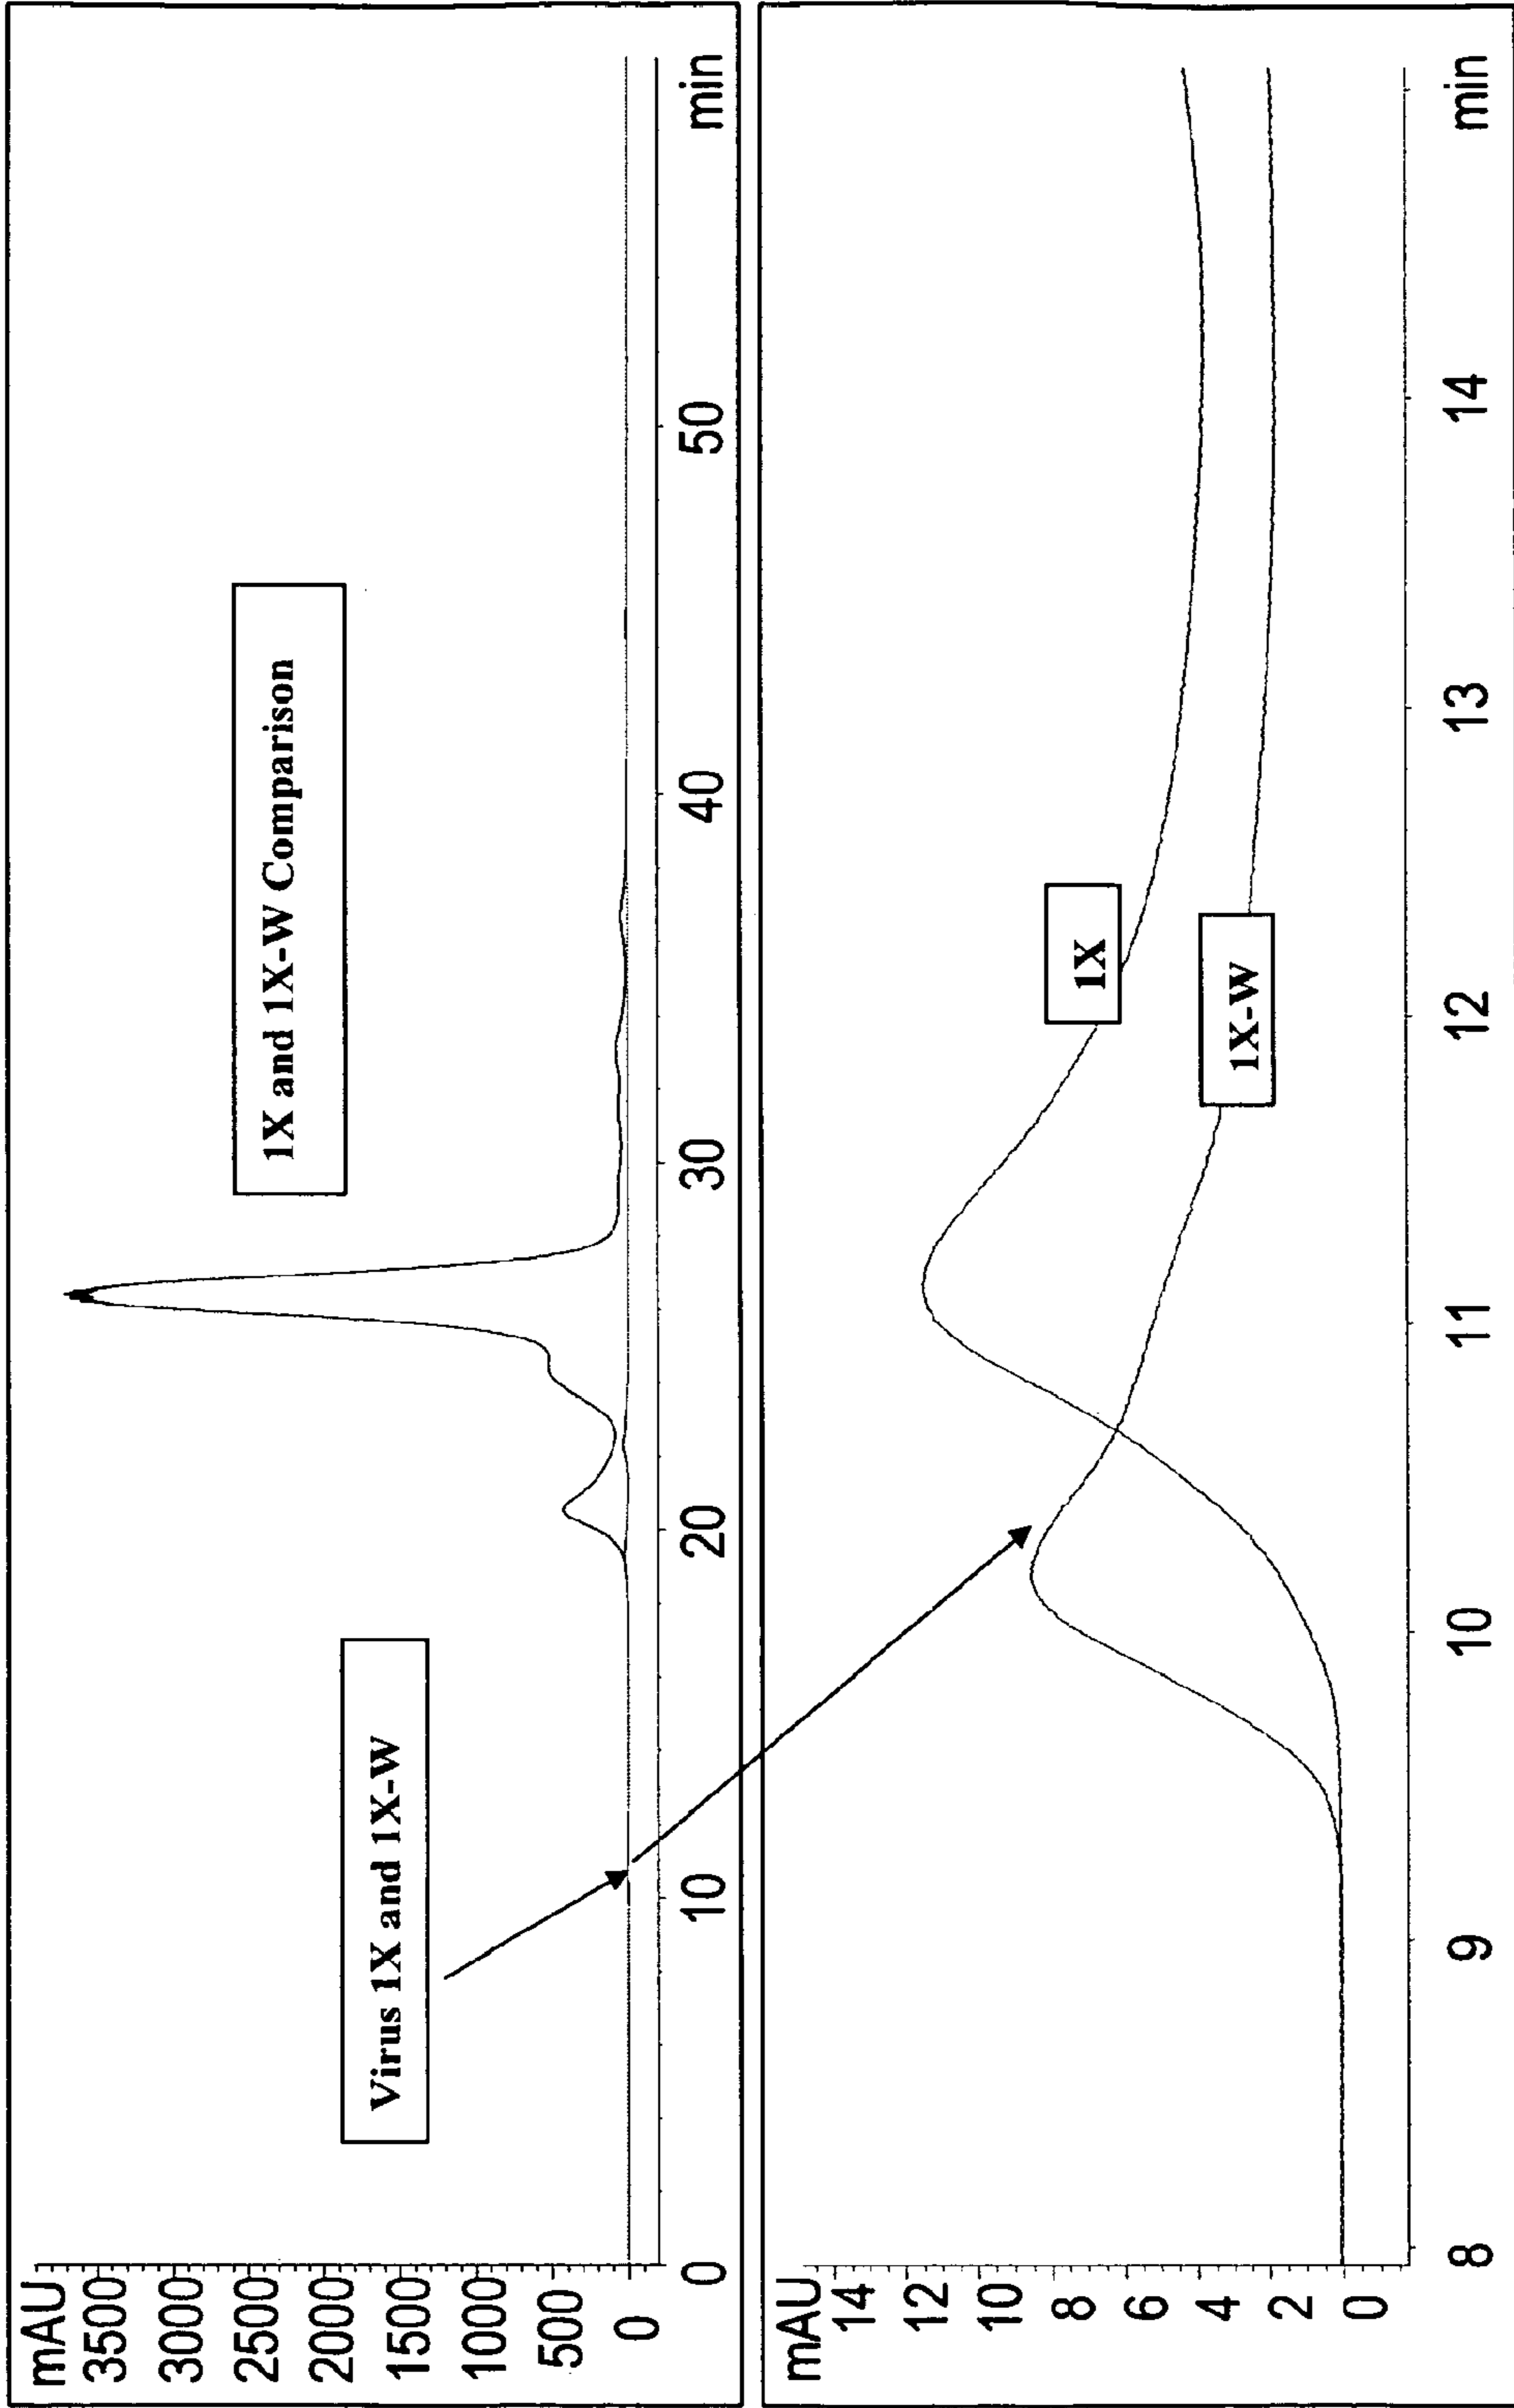 mAU
3500
3000
2500
2000
1500
1000
500
0
1X and 1X-W Comparison
Virus 1X and 1X-W
0 10 20 30 40 50 min
mAU
14
12
10
8
6
4
2
0
1X
1X-W
8 9 10 11 12 13 14 min